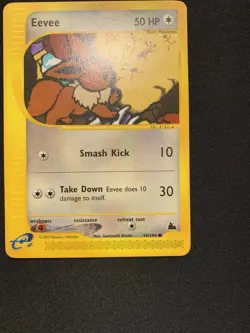 Eevee 50 HP
Basic Pokémon
Smash Kick 10
Take Down Eevee does 10 30
damage to itself.
weakness resistance retreat cost